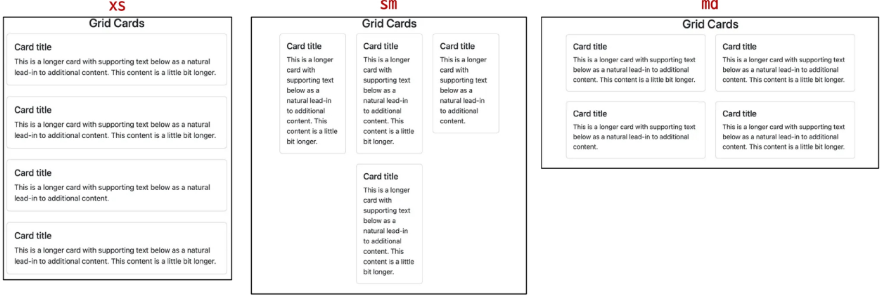 xs
Grid Cards
Card title
This is a longer card with supporting text below as a natural
lead-in to additional content. This content is a little bit longer.
Card title
This is a longer card with supporting text below as a natural
lead-in to additional content. This content is a little bit longer.
Card title
This is a longer card with supporting text below as a natural
lead-in to additional content.
Card title
This is a longer card with supporting text below as a natural
lead-in to additional content. This content is a little bit longer.
sm
Grid Cards
Card title
This is a longer
card with
supporting text
below as a
natural lead-in
to additional
content. This
content is a little
bit longer.
Card title
This is a longer
card with
supporting text
below as a
natural lead-in
to additional
content. This
content is a little
bit longer.
Card title
This is a longer
card with
supporting text
below as a
natural lead-in
to additional
content.
Card title
This is a longer
card with
supporting text
below as a
natural lead-in
to additional
content. This
content is a little
bit longer.
md
Grid Cards
Card title
This is a longer card with supporting text
below as a natural lead-in to additional
content. This content is a little bit longer.
Card title
This is a longer card with supporting text
below as a natural lead-in to additional
content. This content is a little bit longer.
Card title
This is a longer card with supporting text
below as a natural lead-in to additional
content.
Card title
This is a longer card with supporting text
below as a natural lead-in to additional
content. This content is a little bit longer.